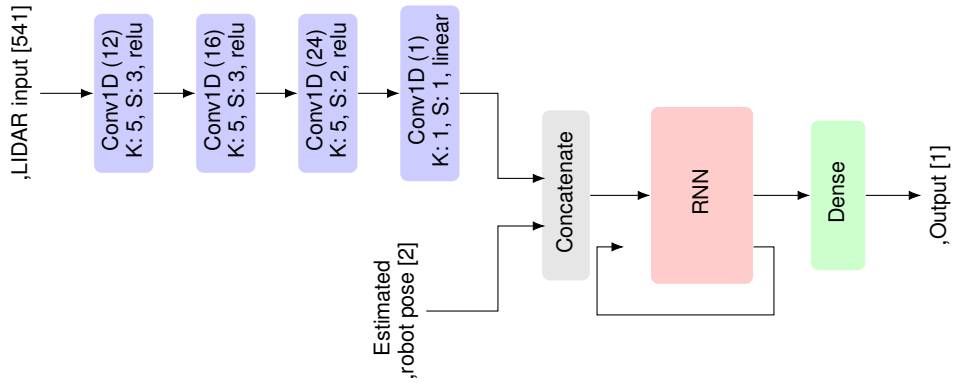 ,LIDAR input [541]
Conv1D (12)
K: 5, S: 3, relu
Conv1D (16)
K: 5, S: 3, relu
Conv1D (24)
K: 5, S: 2, relu
Conv1D (1)
K: 1, S: 1, linear
Estimated
,robot pose [2]
Concatenate
RNN
Dense
,Output [1]